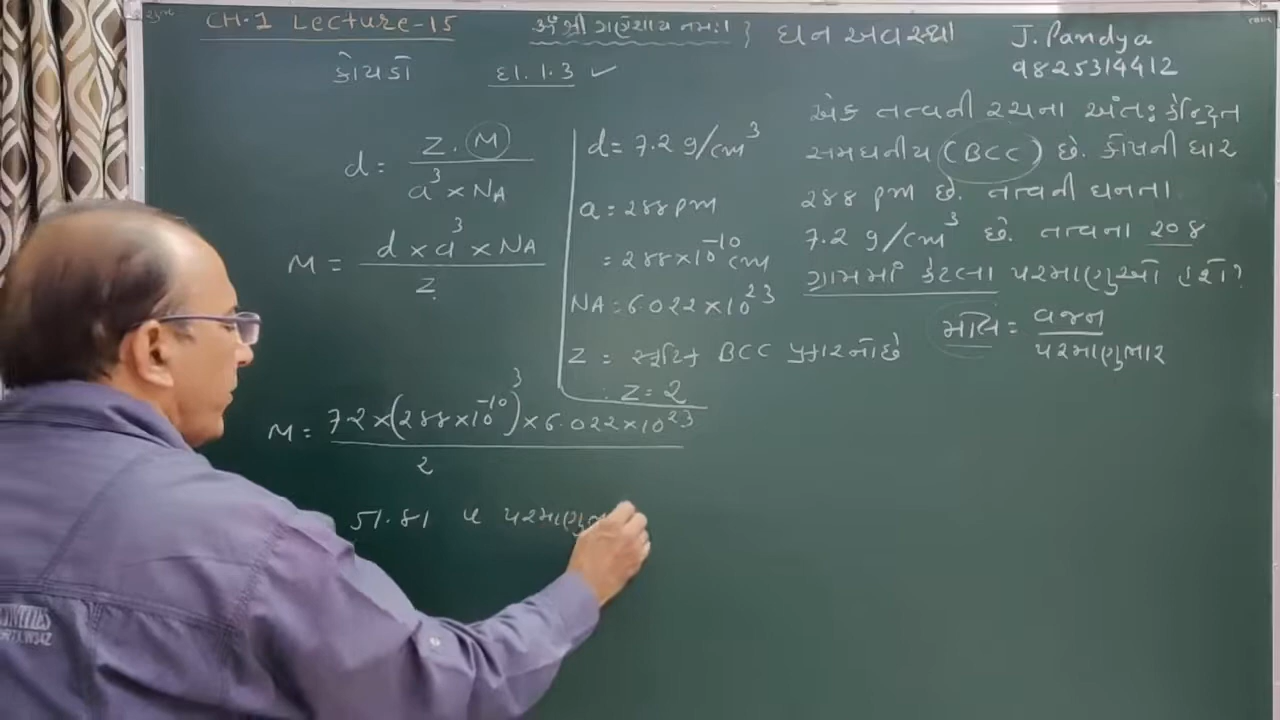 CH.1 Lecture-15
ૐ શ્રી ગણેશાય નમઃ।
ઘન અવસ્થા
J. Pandya
9825314412
કોયડો
દા. 1.3 ✓
d = Z . M / a³ × NA
M = d × a³ × NA / Z
d = 7.2 g/cm³
a = 288 pm
= 288 × 10⁻¹⁰ cm
NA = 6.022 × 10²³
Z = સ્ફટિક BCC પ્રકારનો છે
∴ Z = 2
M = 7.2 × (288 × 10⁻¹⁰)³ × 6.022 × 10²³ / 2
51.81
એક તત્વની રચના અંતઃકેન્દ્રિત
સમઘનીય (BCC) છે. કોષની ધાર
288 pm છે. તત્વની ઘનતા
7.2 g/cm³ છે. તત્વના 208
ગ્રામમાં કેટલા પરમાણુઓ હશે?
મોલ = વજન / પરમાણુભાર